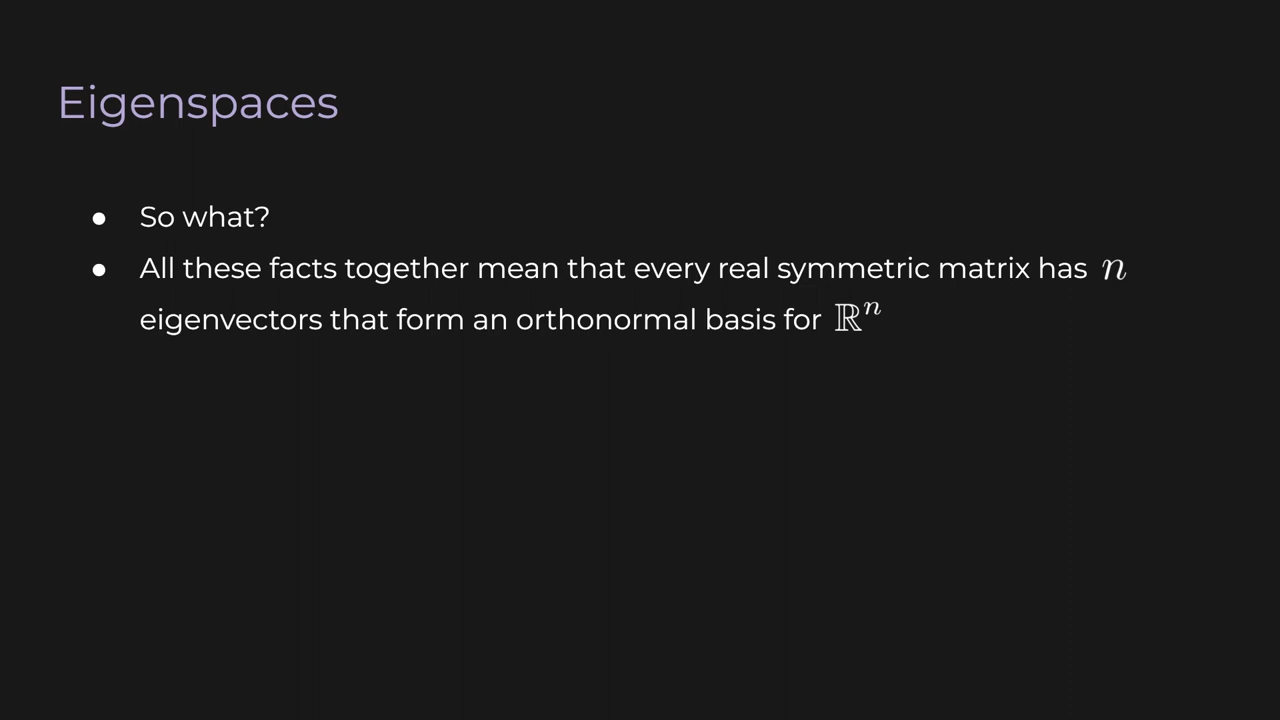 Eigenspaces
● So what?
● All these facts together mean that every real symmetric matrix has n
eigenvectors that form an orthonormal basis for ℝⁿ